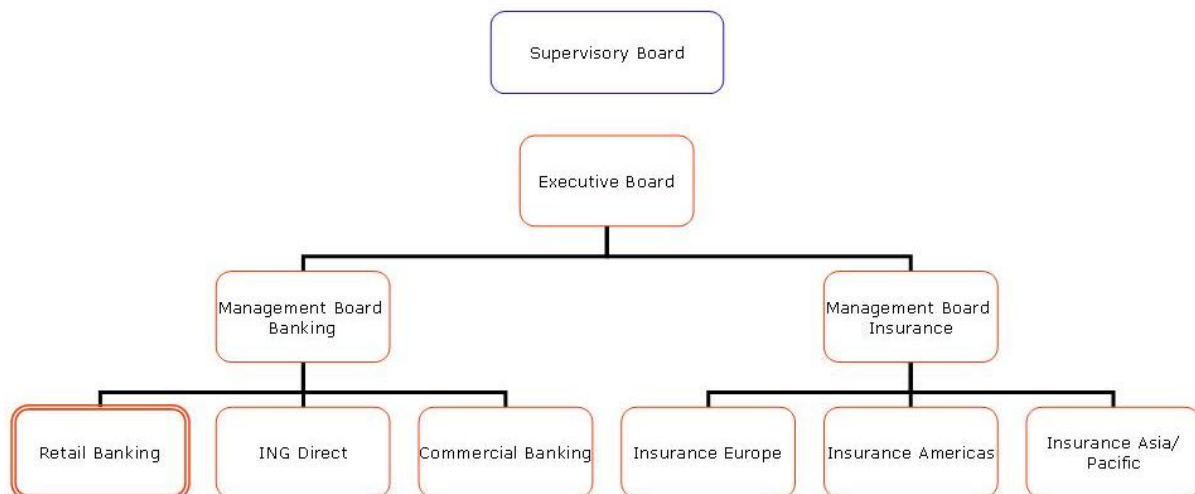 Supervisory Board
Executive Board
Management Board
Banking
Management Board
Insurance
Retail Banking
ING Direct
Commercial Banking
Insurance Europe
Insurance Americas
Insurance Asia/
Pacific